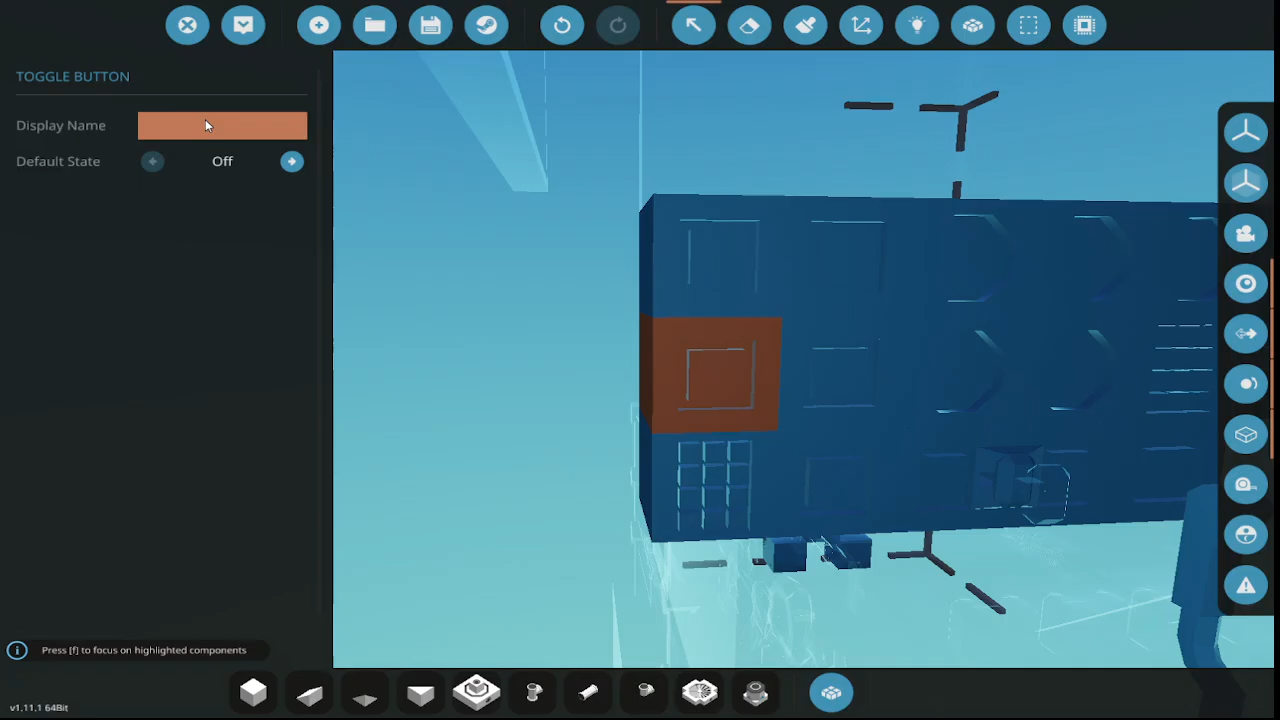 TOGGLE BUTTON
Display Name
Default State Off
Press [f] to focus on highlighted components
v1.11.1 64Bit